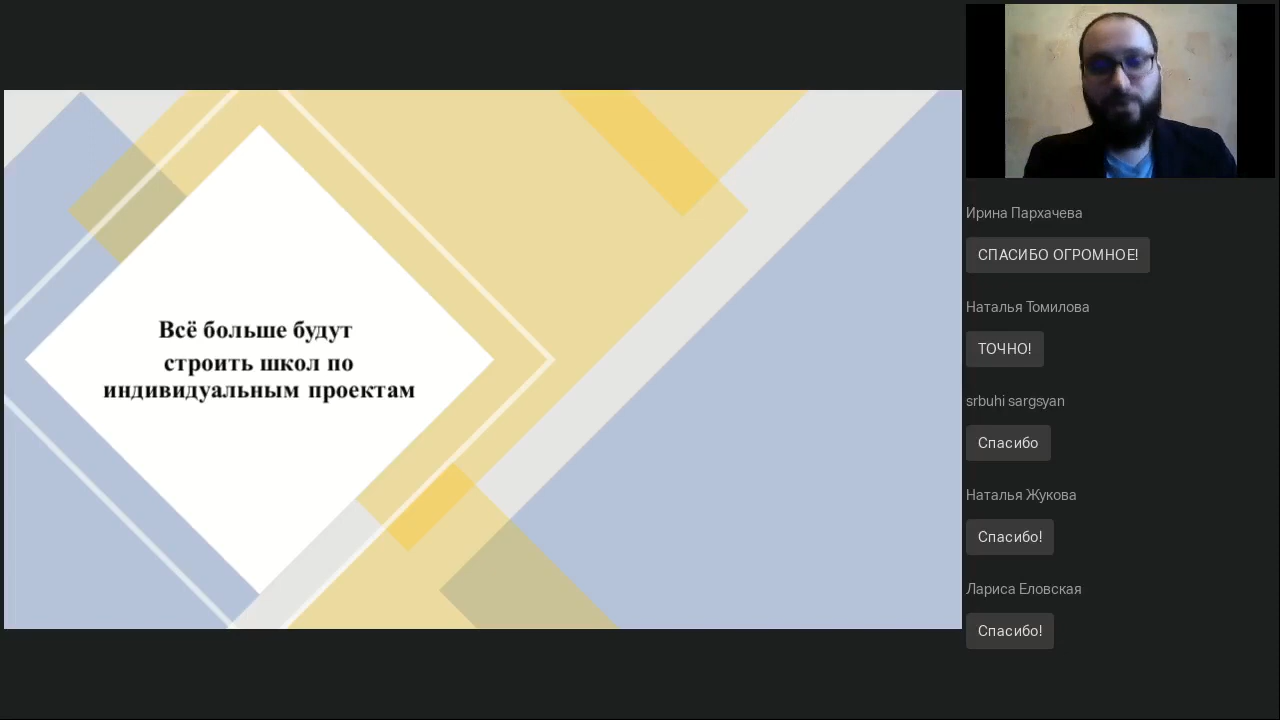 Всё больше будут
строить школ по
индивидуальным проектам
Ирина Пархачева
СПАСИБО ОГРОМНОЕ!
Наталья Томилова
ТОЧНО!
srbuhi sargsyan
Спасибо
Наталья Жукова
Спасибо!
Лариса Еловская
Спасибо!